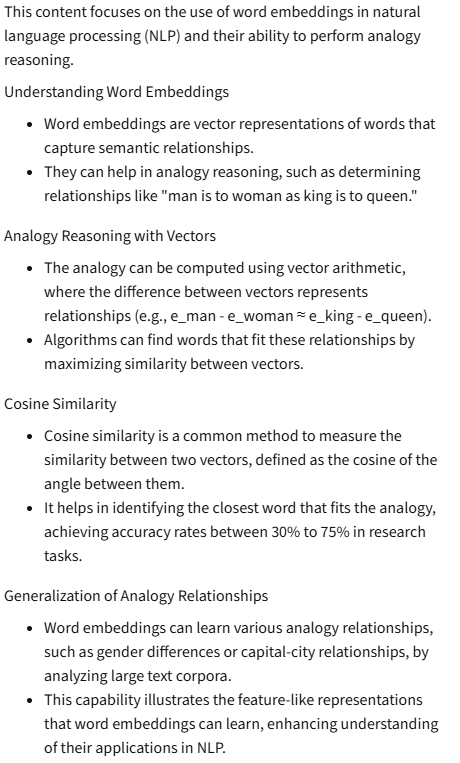 This content focuses on the use of word embeddings in natural
language processing (NLP) and their ability to perform analogy
reasoning.
Understanding Word Embeddings
• Word embeddings are vector representations of words that
capture semantic relationships.
• They can help in analogy reasoning, such as determining
relationships like "man is to woman as king is to queen."
Analogy Reasoning with Vectors
• The analogy can be computed using vector arithmetic,
where the difference between vectors represents
relationships (e.g., e_man - e_woman ≈ e_king - e_queen).
• Algorithms can find words that fit these relationships by
maximizing similarity between vectors.
Cosine Similarity
• Cosine similarity is a common method to measure the
similarity between two vectors, defined as the cosine of the
angle between them.
• It helps in identifying the closest word that fits the analogy,
achieving accuracy rates between 30% to 75% in research
tasks.
Generalization of Analogy Relationships
• Word embeddings can learn various analogy relationships,
such as gender differences or capital-city relationships, by
analyzing large text corpora.
• This capability illustrates the feature-like representations
that word embeddings can learn, enhancing understanding
of their applications in NLP.